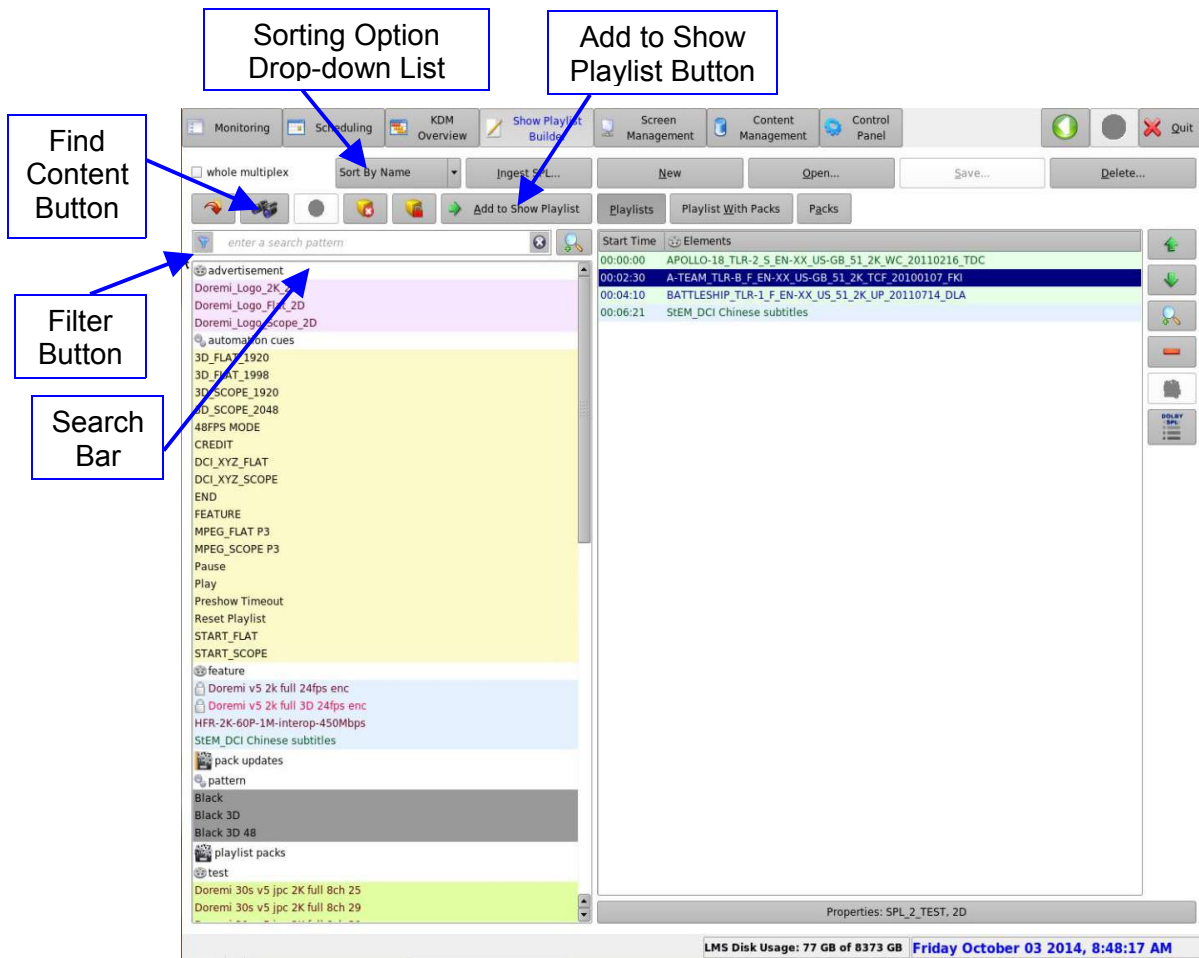 Sorting Option
Drop-down List
Add to Show
Playlist Button
Find
Content
Button
Filter
Button
Search
Bar
Monitoring
Scheduling
KDM
Overview
Show Playlist
Builder
Screen
Management
Content
Management
Control
Panel
Quit
whole multiplex
Sort By Name
Ingest SPL...
New
Open...
Save...
Delete...
Add to Show Playlist
Playlists
Playlist With Packs
Packs
enter a search pattern
advertisement
Doremi_Logo_2K_2
Doremi_Logo_Flat_2D
Doremi_Logo_Scope_2D
automation cues
3D_FLAT_1920
3D_FLAT_1998
3D_SCOPE_1920
3D_SCOPE_2048
48FPS MODE
CREDIT
DCI_XYZ_FLAT
DCI_XYZ_SCOPE
END
FEATURE
MPEG_FLAT P3
MPEG_SCOPE P3
Pause
Play
Preshow Timeout
Reset Playlist
START_FLAT
START_SCOPE
feature
Doremi v5 2k full 24fps enc
Doremi v5 2k full 3D 24fps enc
HFR-2K-60P-1M-interop-450Mbps
StEM_DCI Chinese subtitles
pack updates
pattern
Black
Black 3D
Black 3D 48
playlist packs
test
Doremi 30s v5 jpc 2K full 8ch 25
Doremi 30s v5 jpc 2K full 8ch 29
Start Time Elements
00:00:00 APOLLO-18_TLR-2_S_EN-XX_US-GB_51_2K_WC_20110216_TDC
00:02:30 A-TEAM_TLR-B_F_EN-XX_US-GB_51_2K_TCF_20100107_FKI
00:04:10 BATTLESHIP_TLR-1_F_EN-XX_US_51_2K_UP_20110714_DLA
00:06:21 StEM_DCI Chinese subtitles
DOLBY
SPL
Properties: SPL_2_TEST, 2D
LMS Disk Usage: 77 GB of 8373 GB
Friday October 03 2014, 8:48:17 AM